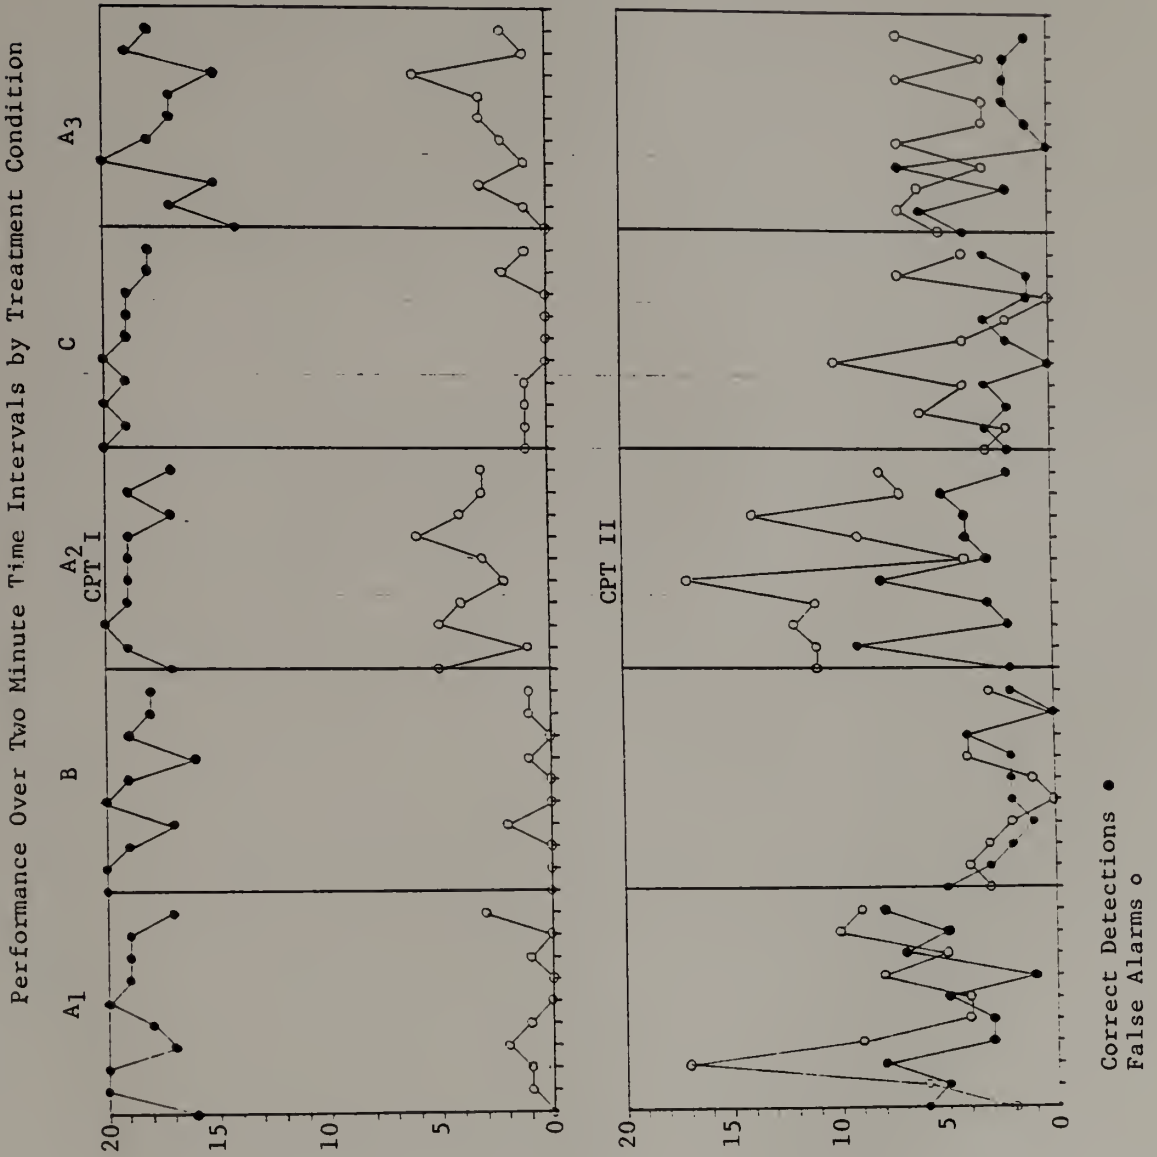 Performance Over Two Minute Time Intervals by Treatment Condition
A1 B A2 C A3
CPT I
20
15
10
5
0
CPT II
20
15
10
5
0
Correct Detections ●
False Alarms o